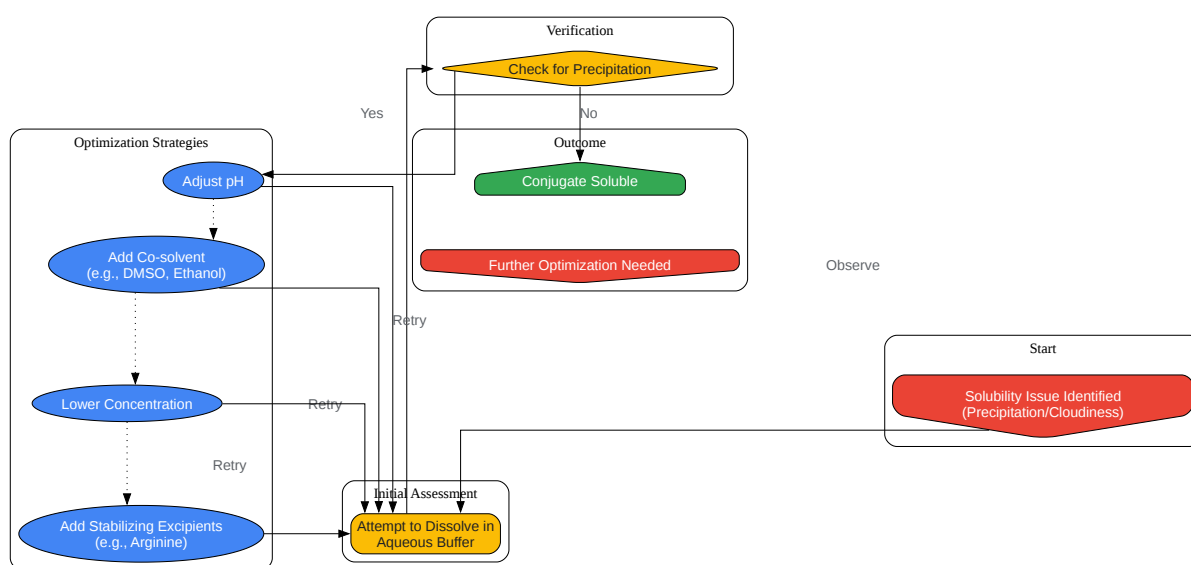 Verification
Check for Precipitation
Yes
No
Optimization Strategies
Outcome
Adjust pH
Conjugate Soluble
Add Co-solvent
(e.g., DMSO, Ethanol)
Further Optimization Needed
Observe
Retry
Start
Solubility Issue Identified
(Precipitation/Cloudiness)
Lower Concentration
Retry
Retry
Initial Assessment
Add Stabilizing Excipients
(e.g., Arginine)
Attempt to Dissolve in
Aqueous Buffer